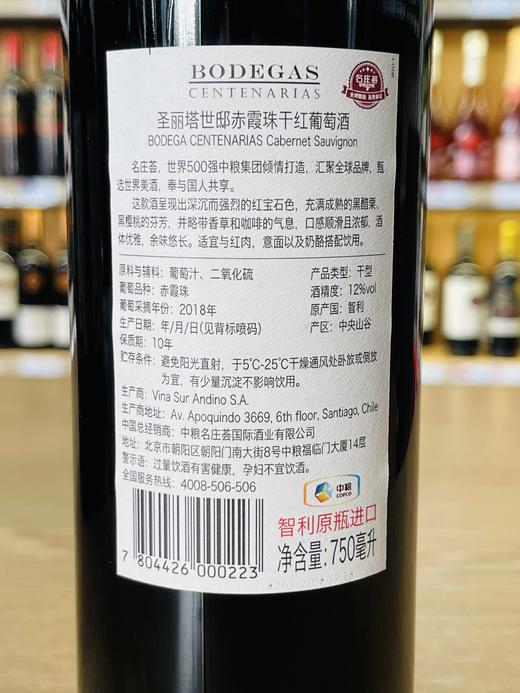 BODEGAS
CENTENARIAS
名庄荟
圣丽塔世邸赤霞珠干红葡萄酒
BODEGA CENTENARIAS Cabernet Sauvignon
名庄荟，世界500强中粮集团倾情打造，汇聚全球品牌，甄
选世界美酒，奉与国人共享。
这款酒呈现出深沉而强烈的红宝石色，充满成熟的黑醋栗、
黑樱桃的芬芳，并略带香草和咖啡的气息，口感顺滑且浓郁，酒
体优雅，余味悠长。适宜与红肉，意面以及奶酪搭配饮用。
原料与辅料：葡萄汁、二氧化硫 产品类型：干型
葡萄品种：赤霞珠 酒精度：12%vol
葡萄采摘年份：2018年 原产国：智利
生产日期：年/月/日(见背标喷码) 产区：中央山谷
保质期：10年
贮存条件：避免阳光直射，于5℃-25℃干燥通风处卧放或倒放
为宜，有少量沉淀不影响饮用。
生产商：Vina Sur Andino S.A.
生产商地址：Av. Apoquindo 3669, 6th floor, Santiago, Chile
中国总经销商：中粮名庄荟国际酒业有限公司
地址：北京市朝阳区朝阳门南大街8号中粮福临门大厦14层
警示语：过量饮酒有害健康，孕妇不宜饮酒。
全国服务热线：4008-506-506
中粮
COFCO
智利原瓶进口
净含量:750毫升
7 804426 000223